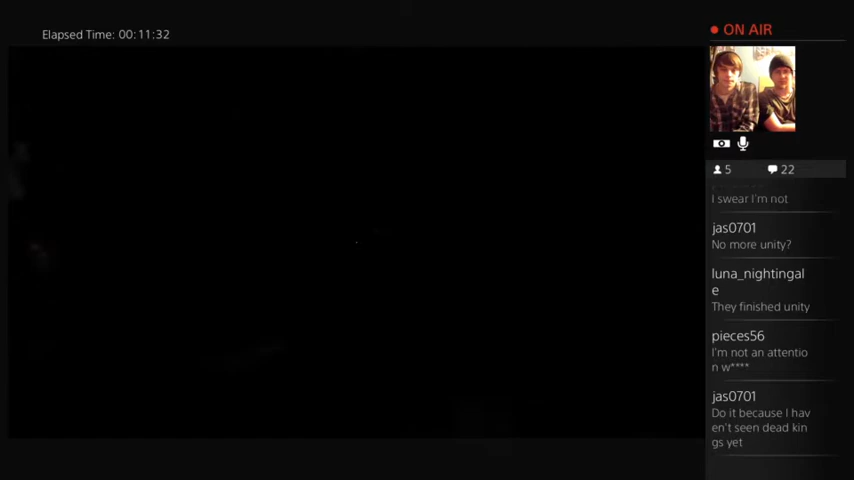 Elapsed Time: 00:11:32
ON AIR
5
22
I swear I'm not
jas0701
No more unity?
luna_nightingal
e
They finished unity
pieces56
I'm not an attentio
n w****
jas0701
Do it because I hav
en't seen dead kin
gs yet